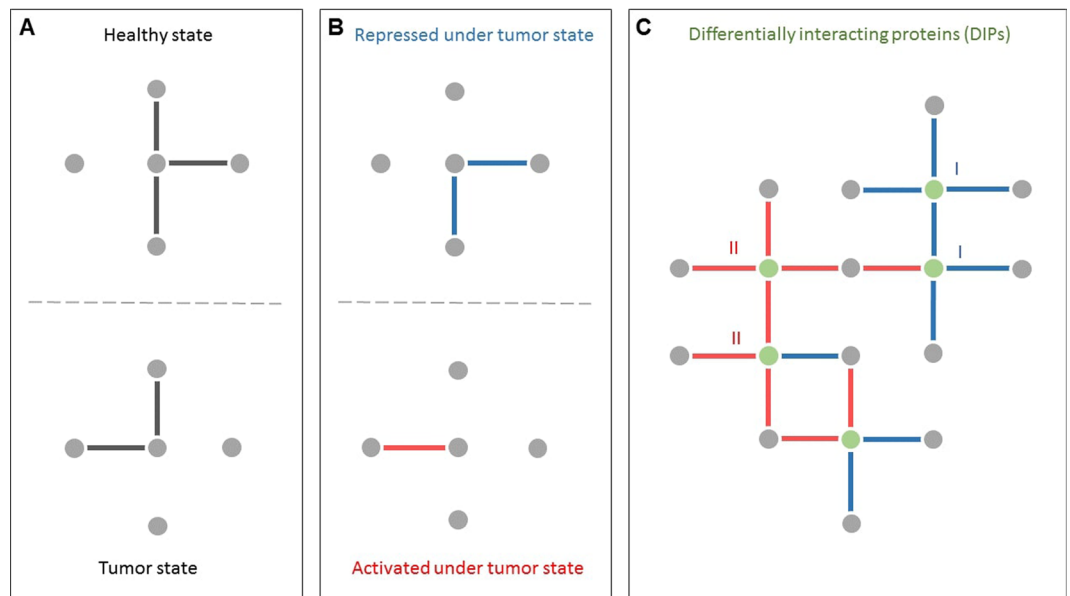 A
Healthy state
Tumor state
B
Repressed under tumor state
Activated under tumor state
C
Differentially interacting proteins (DIPs)
I
I
II
II